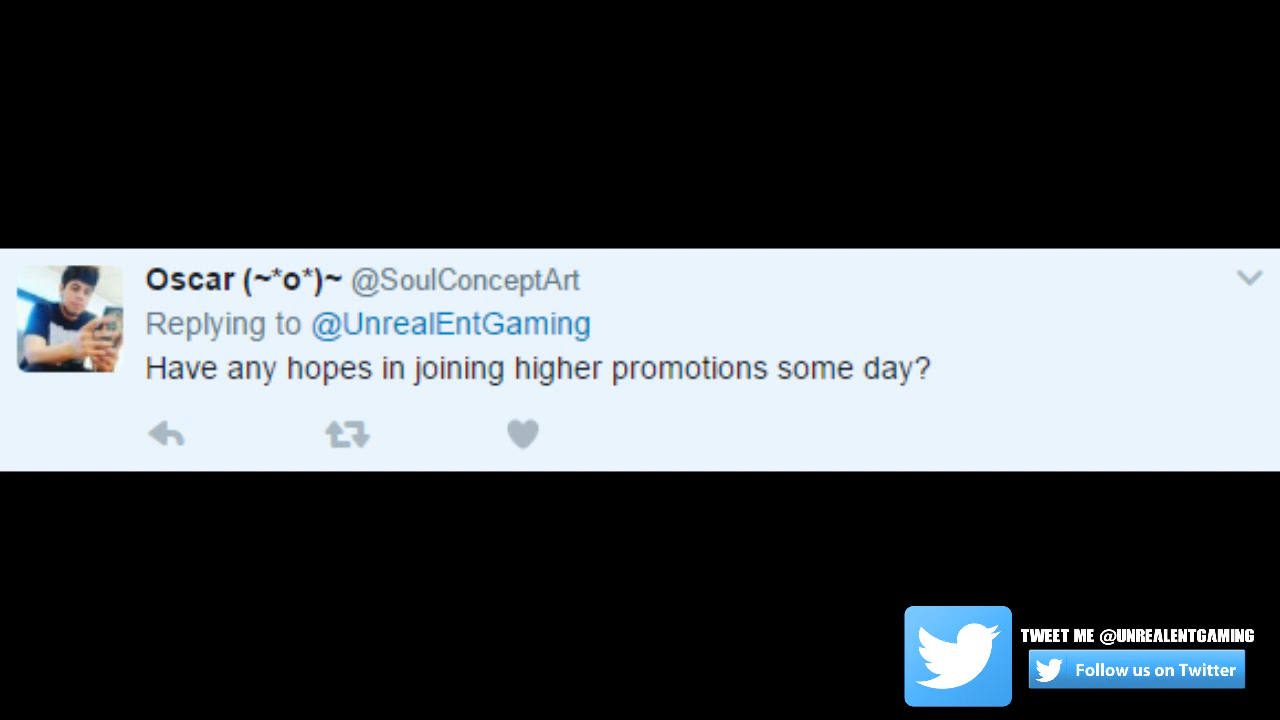 Oscar (~*o*)~ @SoulConceptArt
Replying to @UnrealEntGaming
Have any hopes in joining higher promotions some day?
TWEET ME @UNREALENTGAMING
Follow us on Twitter